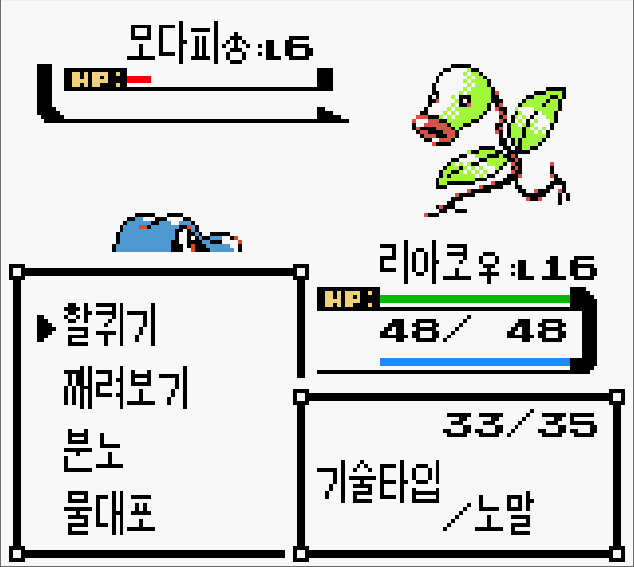 모다피♂:L6
HP:
리아코♀:L16
HP:
48/ 48
▶할퀴기
째려보기
분노
물대포
33/35
기술타입
/노말